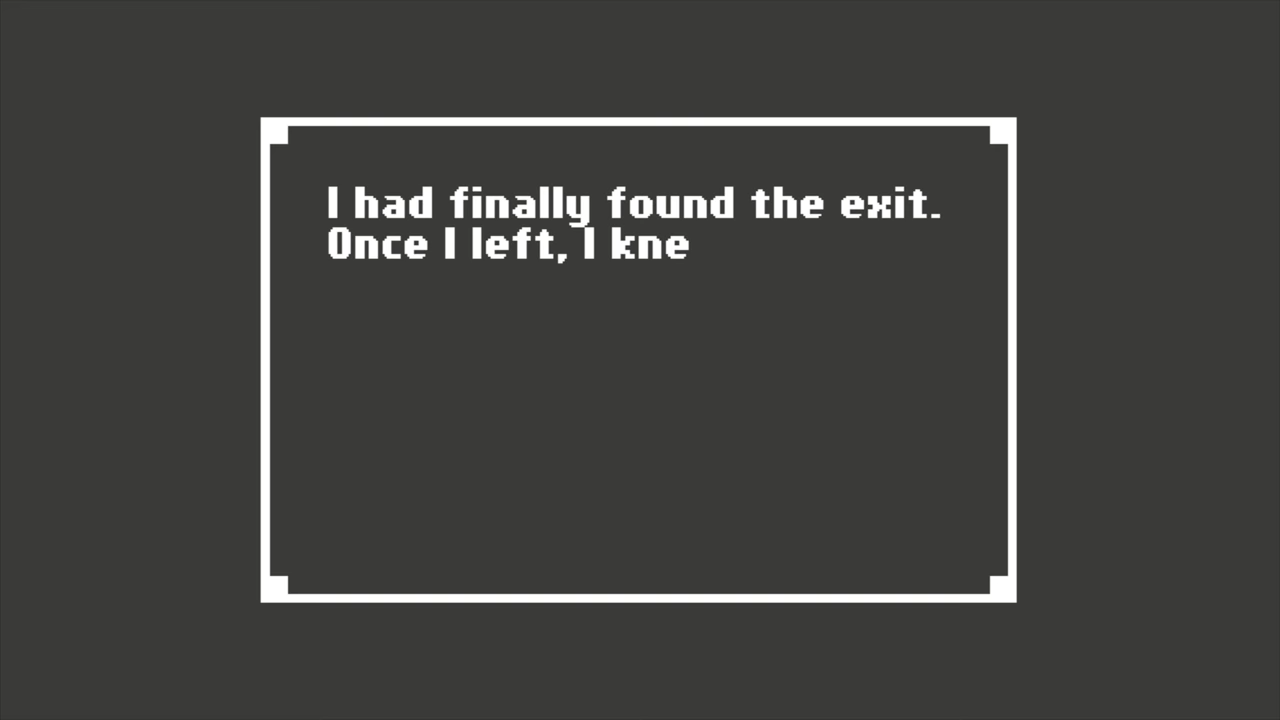 I had finally found the exit.
Once I left, I kne